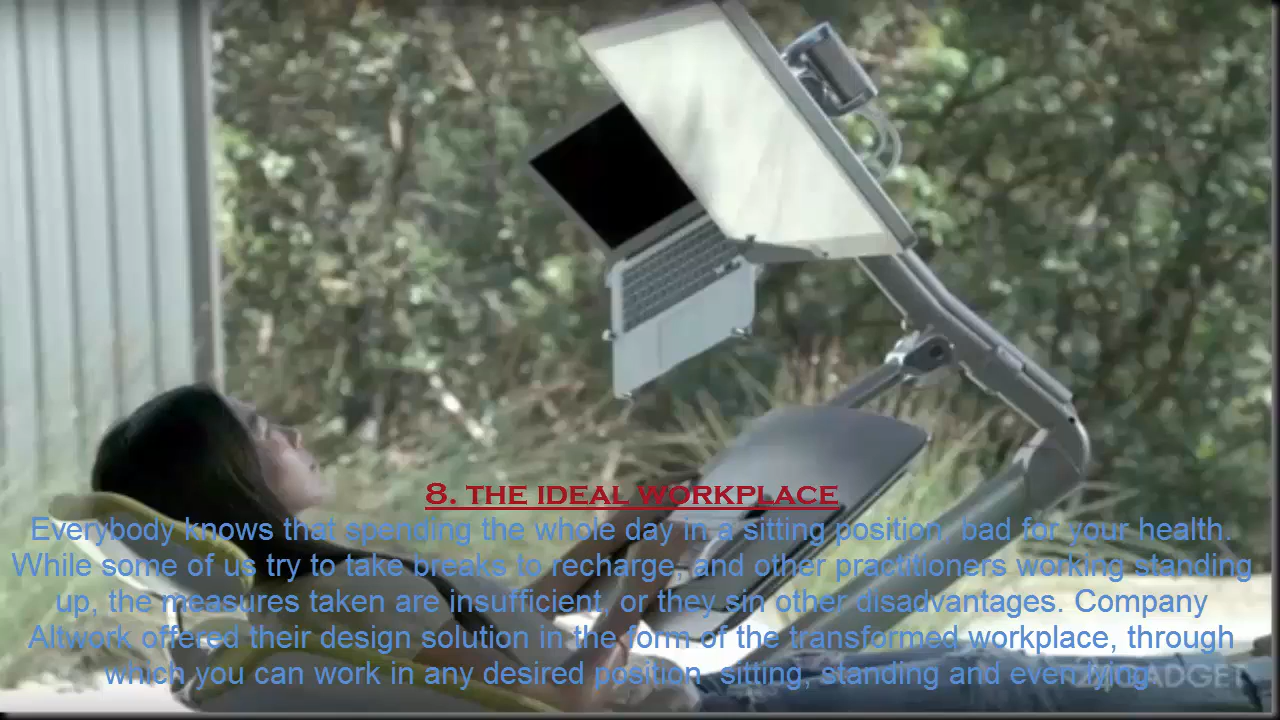 8. THE IDEAL WORKPLACE
Everybody knows that spending the whole day in a sitting position, bad for your health.
While some of us try to take breaks to recharge, and other practitioners working standing
up, the measures taken are insufficient, or they sin other disadvantages. Company
Altwork offered their design solution in the form of the transformed workplace, through
which you can work in any desired position, sitting, standing and even lying.